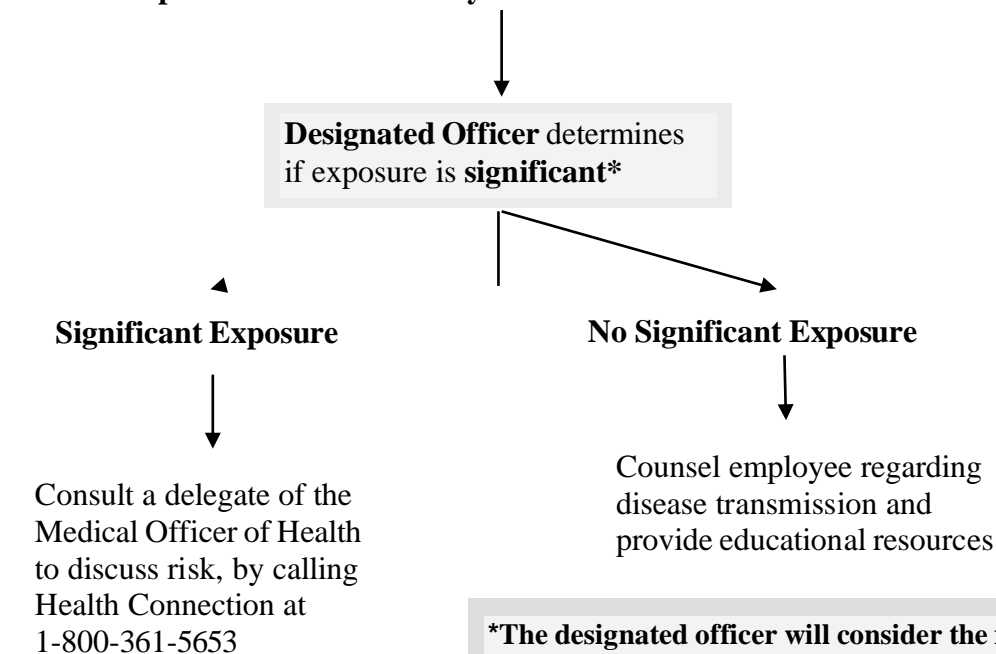 Designated Officer determines
if exposure is significant*
Significant Exposure
No Significant Exposure
Consult a delegate of the
Medical Officer of Health
to discuss risk, by calling
Health Connection at
1-800-361-5653
Counsel employee regarding
disease transmission and
provide educational resources
*The designated officer will consider the